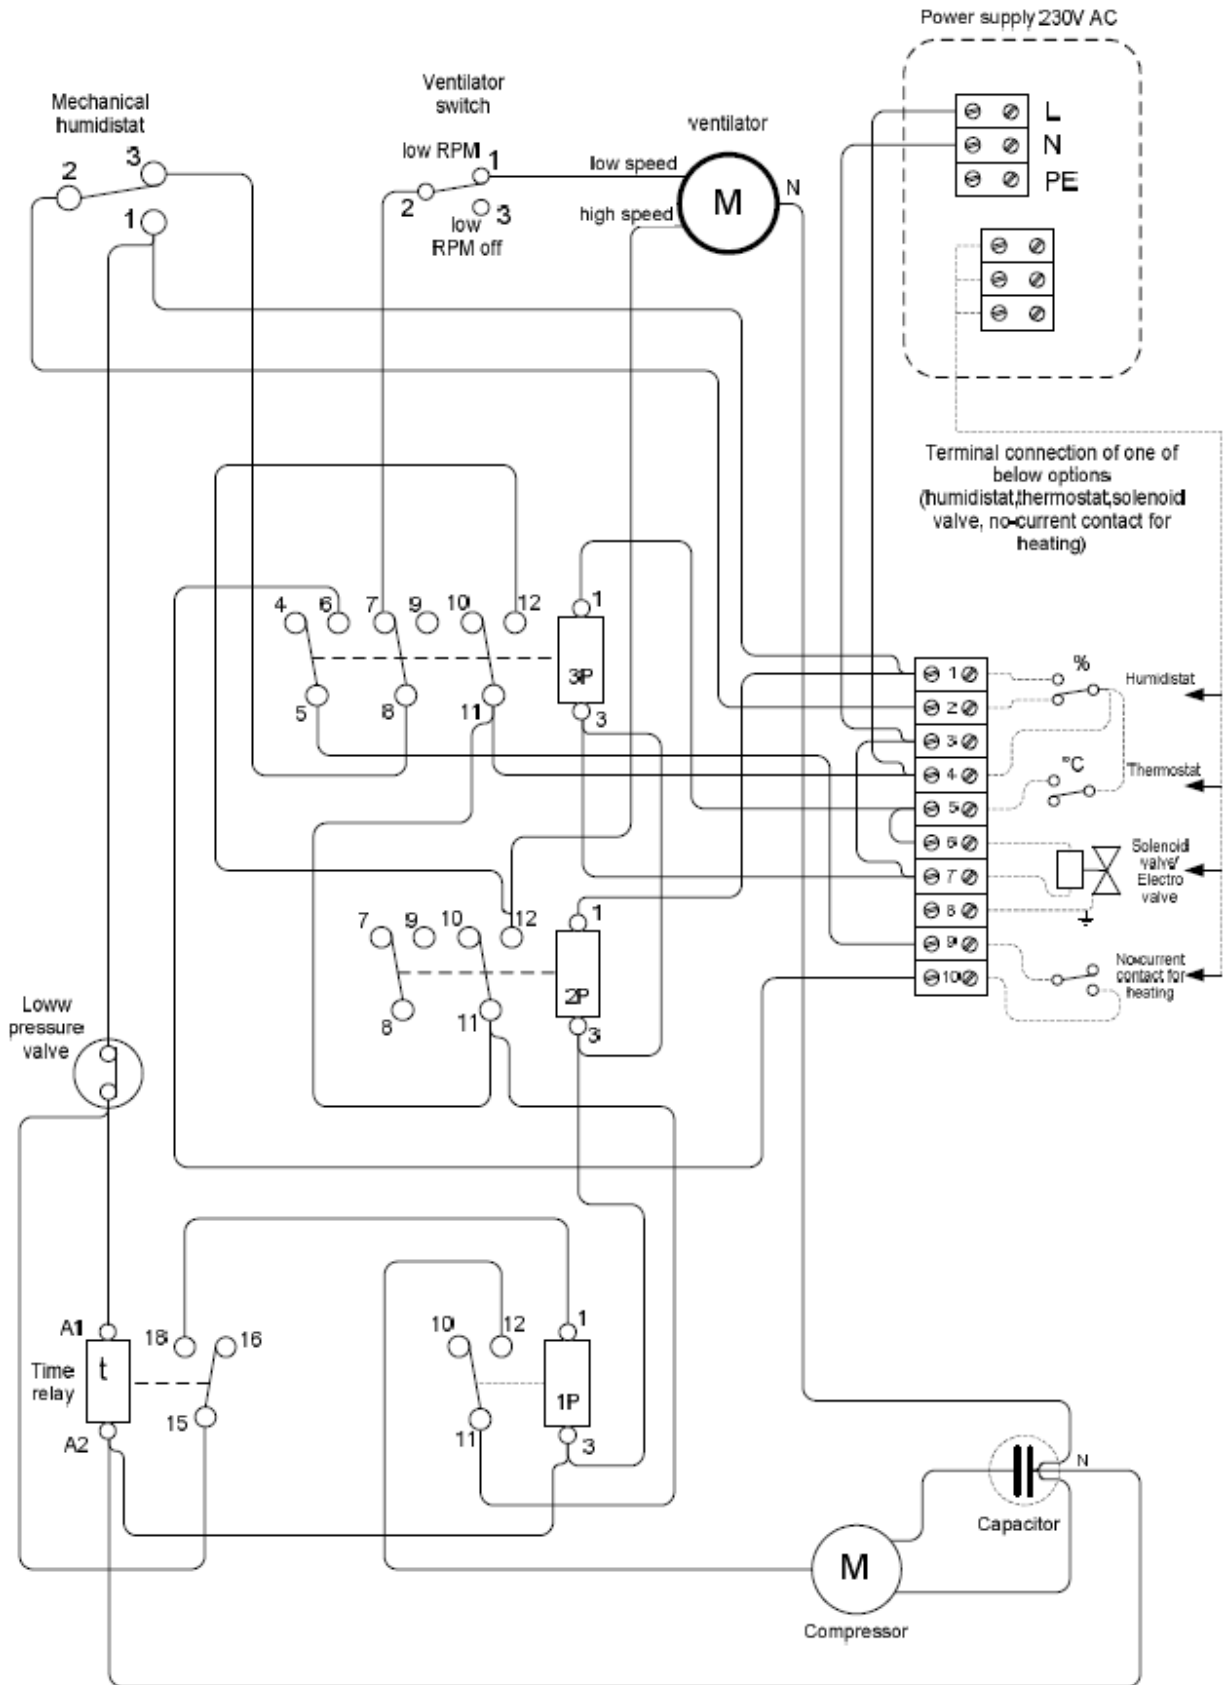 Power supply 230V AC
L
N
PE
Mechanical
humidistat
2
3
1
Ventilator
switch
low RPM
1
2
3
low
RPM off
ventilator
low speed
high speed
M
N
Terminal connection of one of
below options
(humidistat,thermostat,solenoid
valve, no-current contact for
heating)
4
6
7
9
10
12
5
8
11
1
3P
3
1
2
3
4
5
6
7
8
9
10
%
Humidistat
°C
Thermostat
Solenoid
valve/
Electro
valve
No-current
contact for
heating
7
9
10
12
8
11
1
2P
3
Loww
pressure
valve
A1
t
Time
relay
A2
18
16
15
10
12
11
1
1P
3
N
Capacitor
M
Compressor